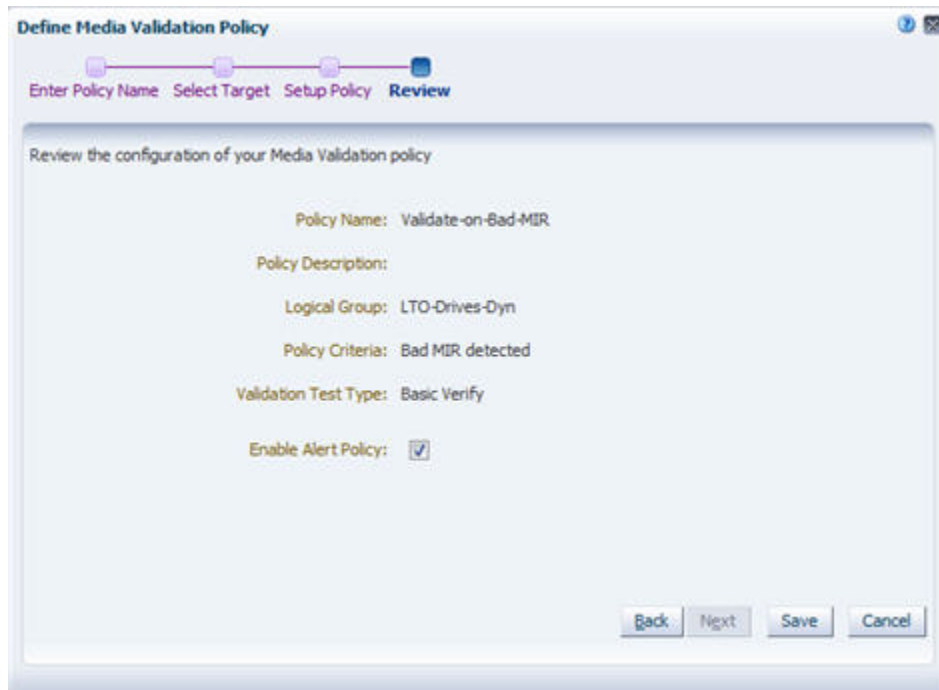 Define Media Validation Policy
Enter Policy Name Select Target Setup Policy Review
Review the configuration of your Media Validation policy
Policy Name: Validate-on-Bad-MIR
Policy Description:
Logical Group: LTO-Drives-Dyn
Policy Criteria: Bad MIR detected
Validation Test Type: Basic Verify
Enable Alert Policy:
Back Next Save Cancel